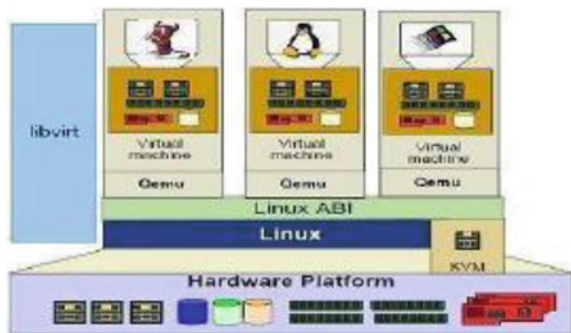 libvirt
Virtual
machine
Qemu
Virtual
machine
Qemu
Virtual
machine
Qemu
Linux ABI
Linux
KVM
Hardware Platform